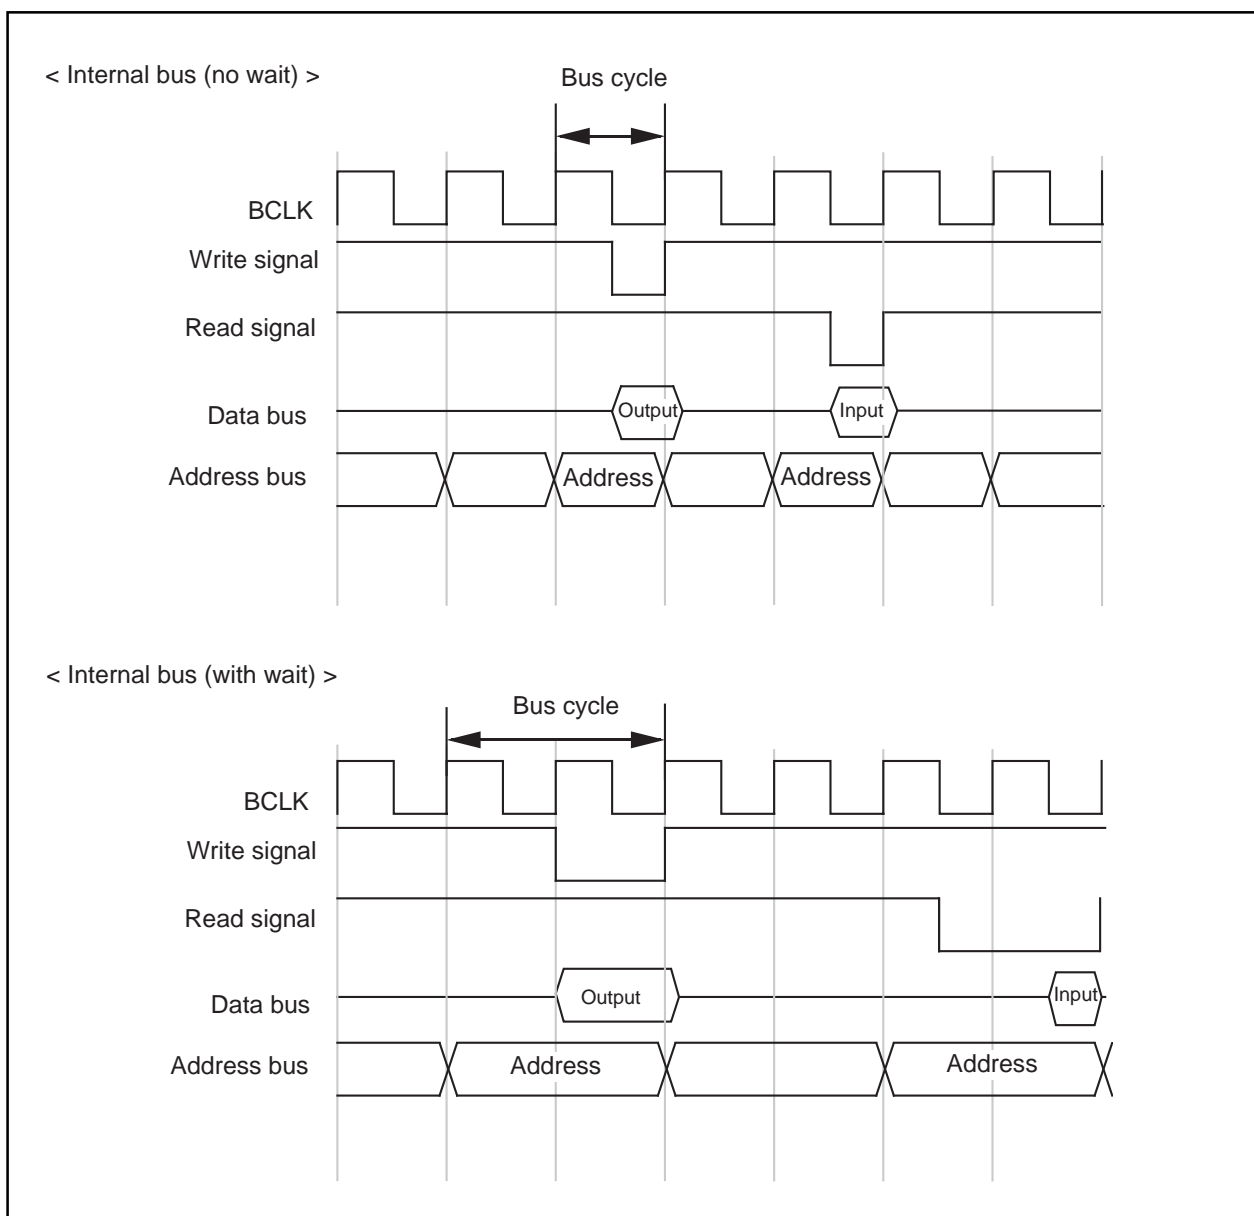 < Internal bus (no wait) >
Bus cycle
BCLK
Write signal
Read signal
Data bus
Output
Input
Address bus
Address
Address
< Internal bus (with wait) >
Bus cycle
BCLK
Write signal
Read signal
Data bus
Output
Input
Address bus
Address
Address